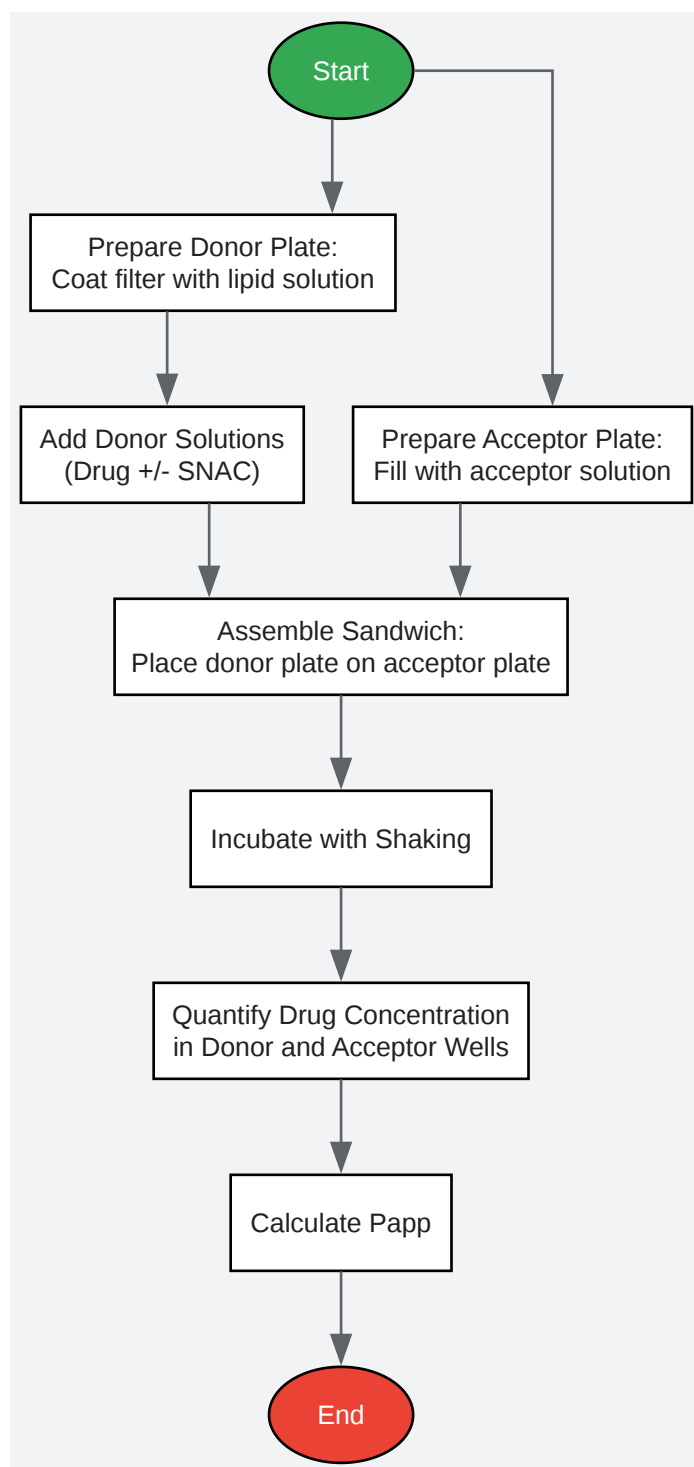 Start
Prepare Donor Plate:
Coat filter with lipid solution
Add Donor Solutions
(Drug +/- SNAC)
Prepare Acceptor Plate:
Fill with acceptor solution
Assemble Sandwich:
Place donor plate on acceptor plate
Incubate with Shaking
Quantify Drug Concentration
in Donor and Acceptor Wells
Calculate Papp
End